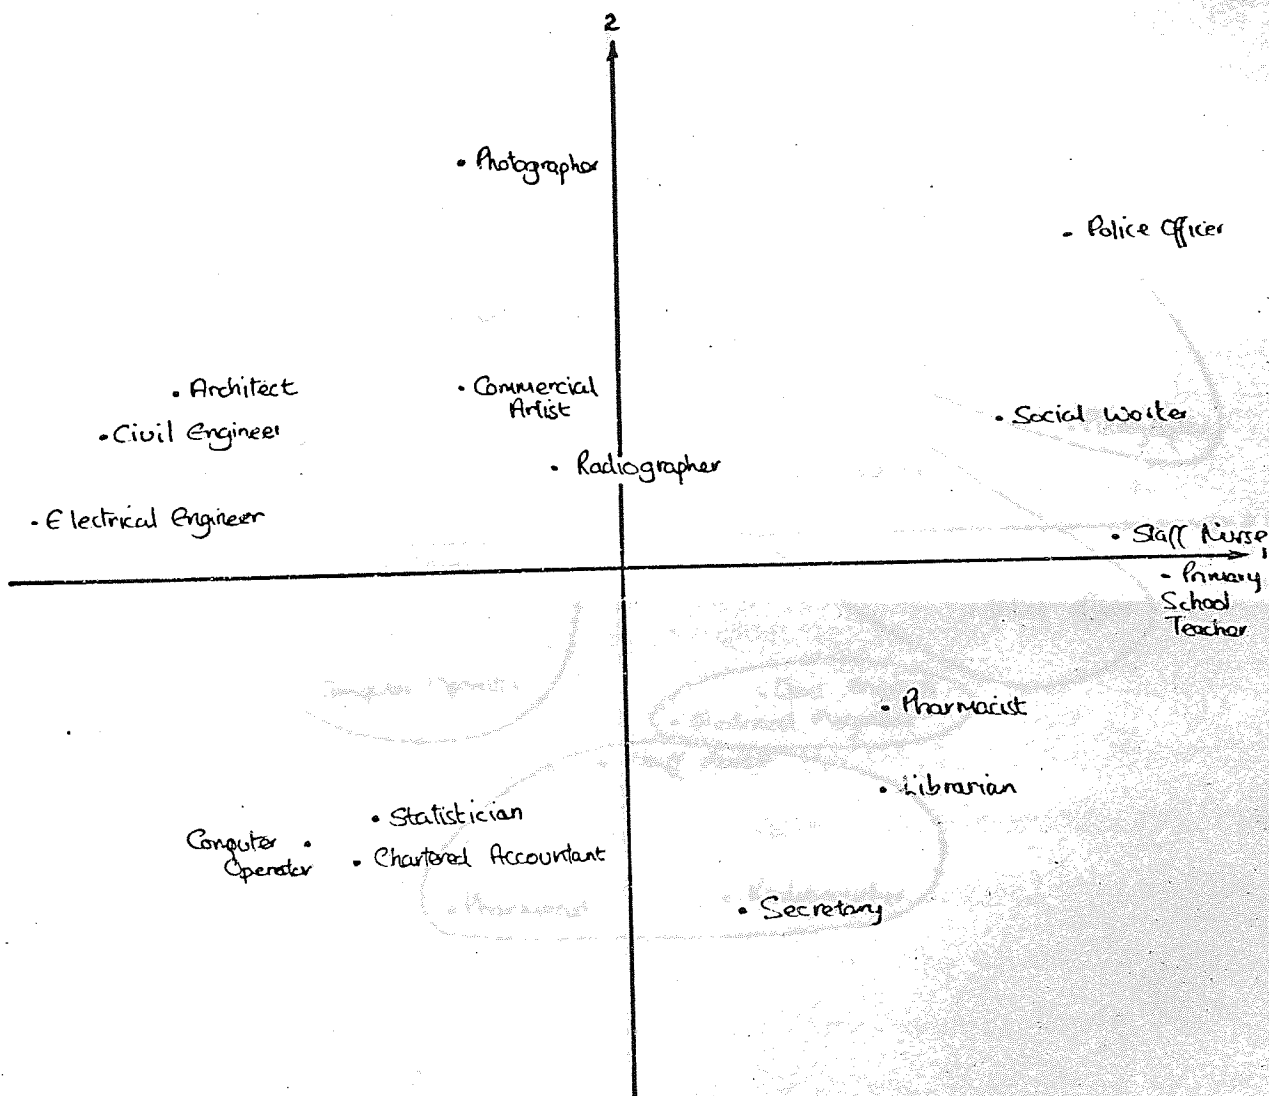 2
Photographer
Police Officer
Architect
Commercial
Artist
Civil Engineer
Social Worker
Radiographer
Electrical Engineer
Staff Nurse
1
Primary
School
Teacher
Pharmacist
Librarian
Statistician
Computer
Operator
Chartered Accountant
Secretary